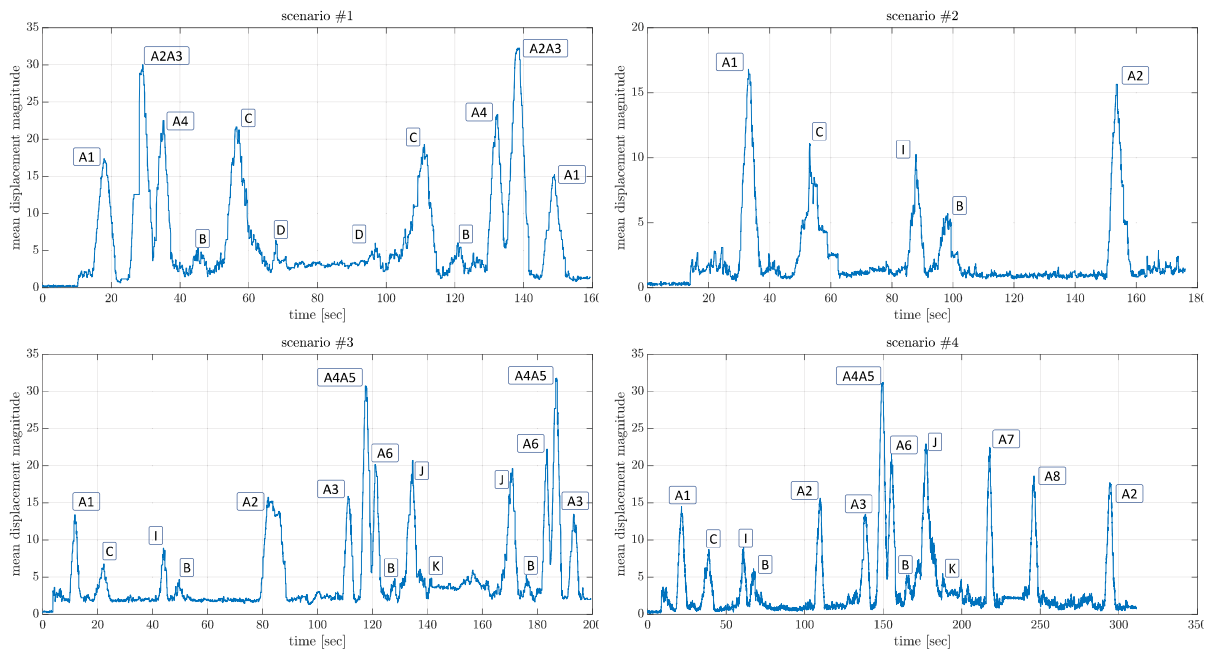 scenario #1
mean displacement magnitude
35
30
25
20
15
10
5
0
A1
A2A3
A4
B
C
D
D
C
B
A4
A2A3
A1
0 20 40 60 80 100 120 140 160
time [sec]
scenario #2
mean displacement magnitude
20
15
10
5
0
A1
C
I
B
A2
0 20 40 60 80 100 120 140 160 180
time [sec]
scenario #3
mean displacement magnitude
35
30
25
20
15
10
5
0
A1
C
I
B
A2
A3
A4A5
A6
B
J
K
J
B
A6
A4A5
A3
0 20 40 60 80 100 120 140 160 180 200
time [sec]
scenario #4
mean displacement magnitude
35
30
25
20
15
10
5
0
A1
C
I
B
A2
A3
A4A5
A6
B
J
K
A7
A8
A2
0 50 100 150 200 250 300 350
time [sec]